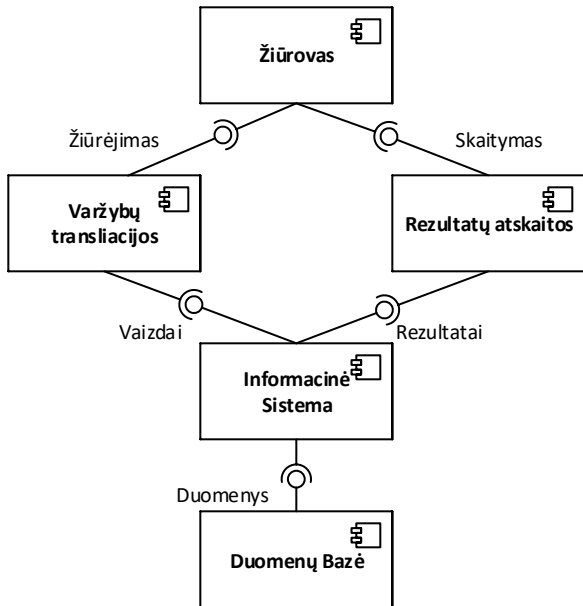 Žiūrovas
Žiūrėjimas
Skaitymas
Varžybų
transliacijos
Rezultatų atskaitos
Vaizdai
Rezultatai
Informacinė
Sistema
Duomenys
Duomenų Bazė